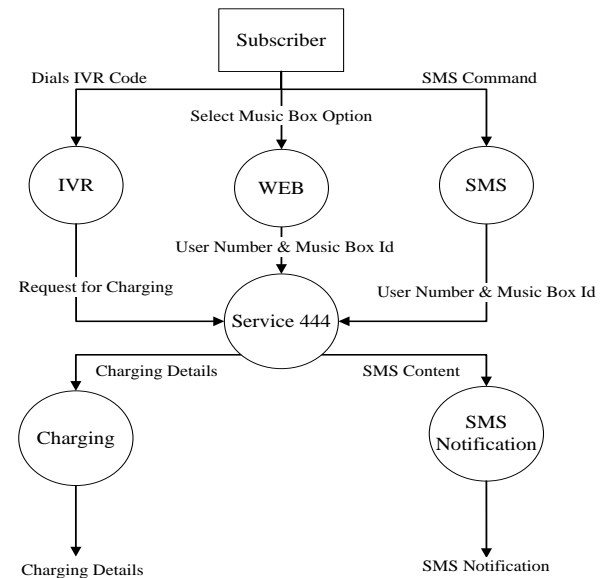 Subscriber
Dials IVR Code
SMS Command
Select Music Box Option
IVR
WEB
SMS
User Number & Music Box Id
Request for Charging
User Number & Music Box Id
Service 444
Charging Details
SMS Content
Charging
SMS
Notification
Charging Details
SMS Notification